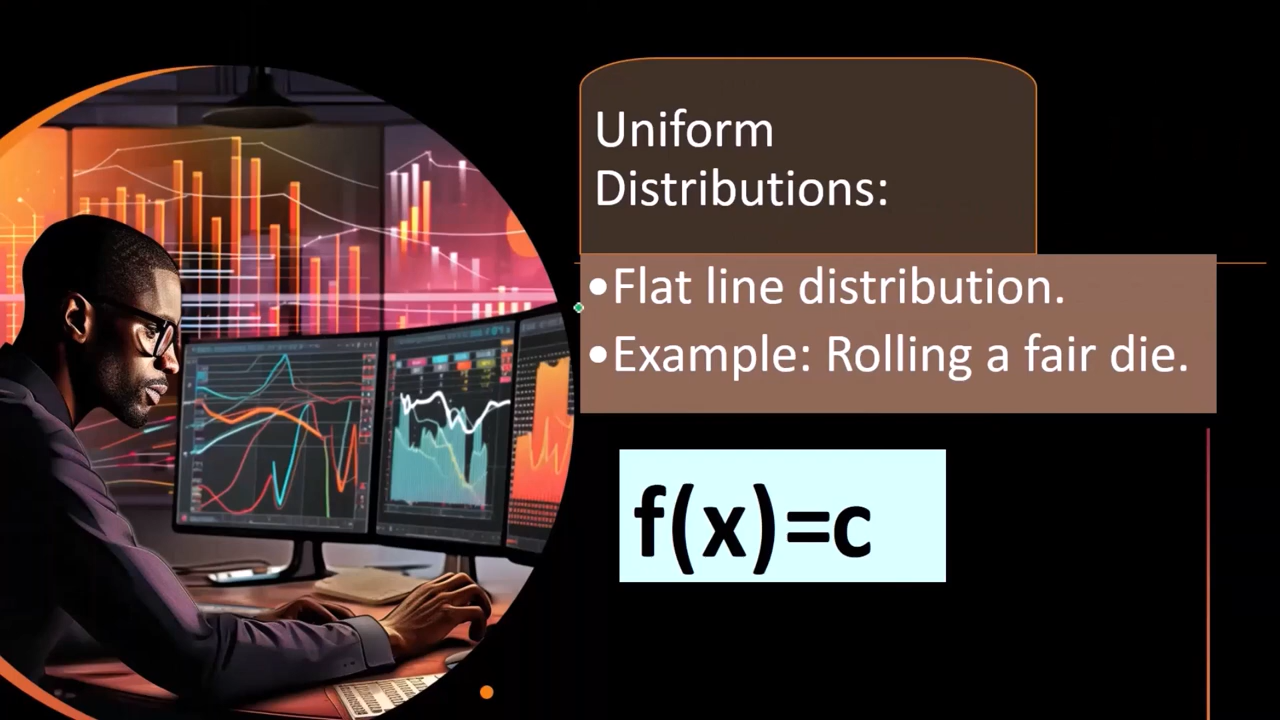 Uniform
Distributions:
•Flat line distribution.
•Example: Rolling a fair die.
f(x)=c